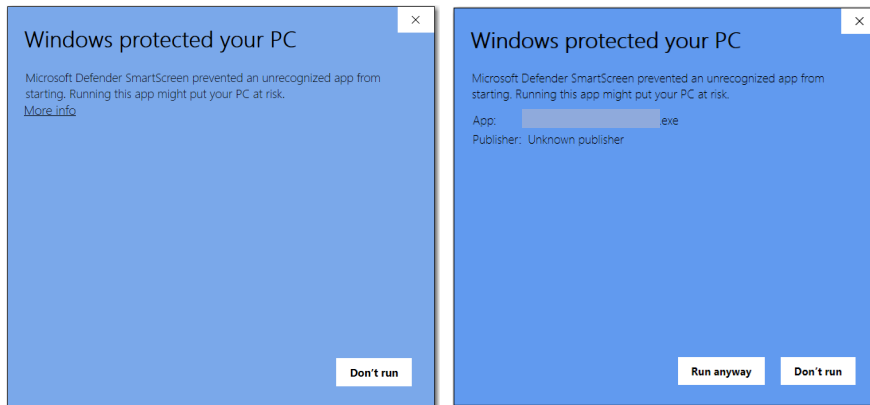 Windows protected your PC
Microsoft Defender SmartScreen prevented an unrecognized app from
starting. Running this app might put your PC at risk.
More info
Don't run
Windows protected your PC
Microsoft Defender SmartScreen prevented an unrecognized app from
starting. Running this app might put your PC at risk.
App: .exe
Publisher: Unknown publisher
Run anyway Don't run